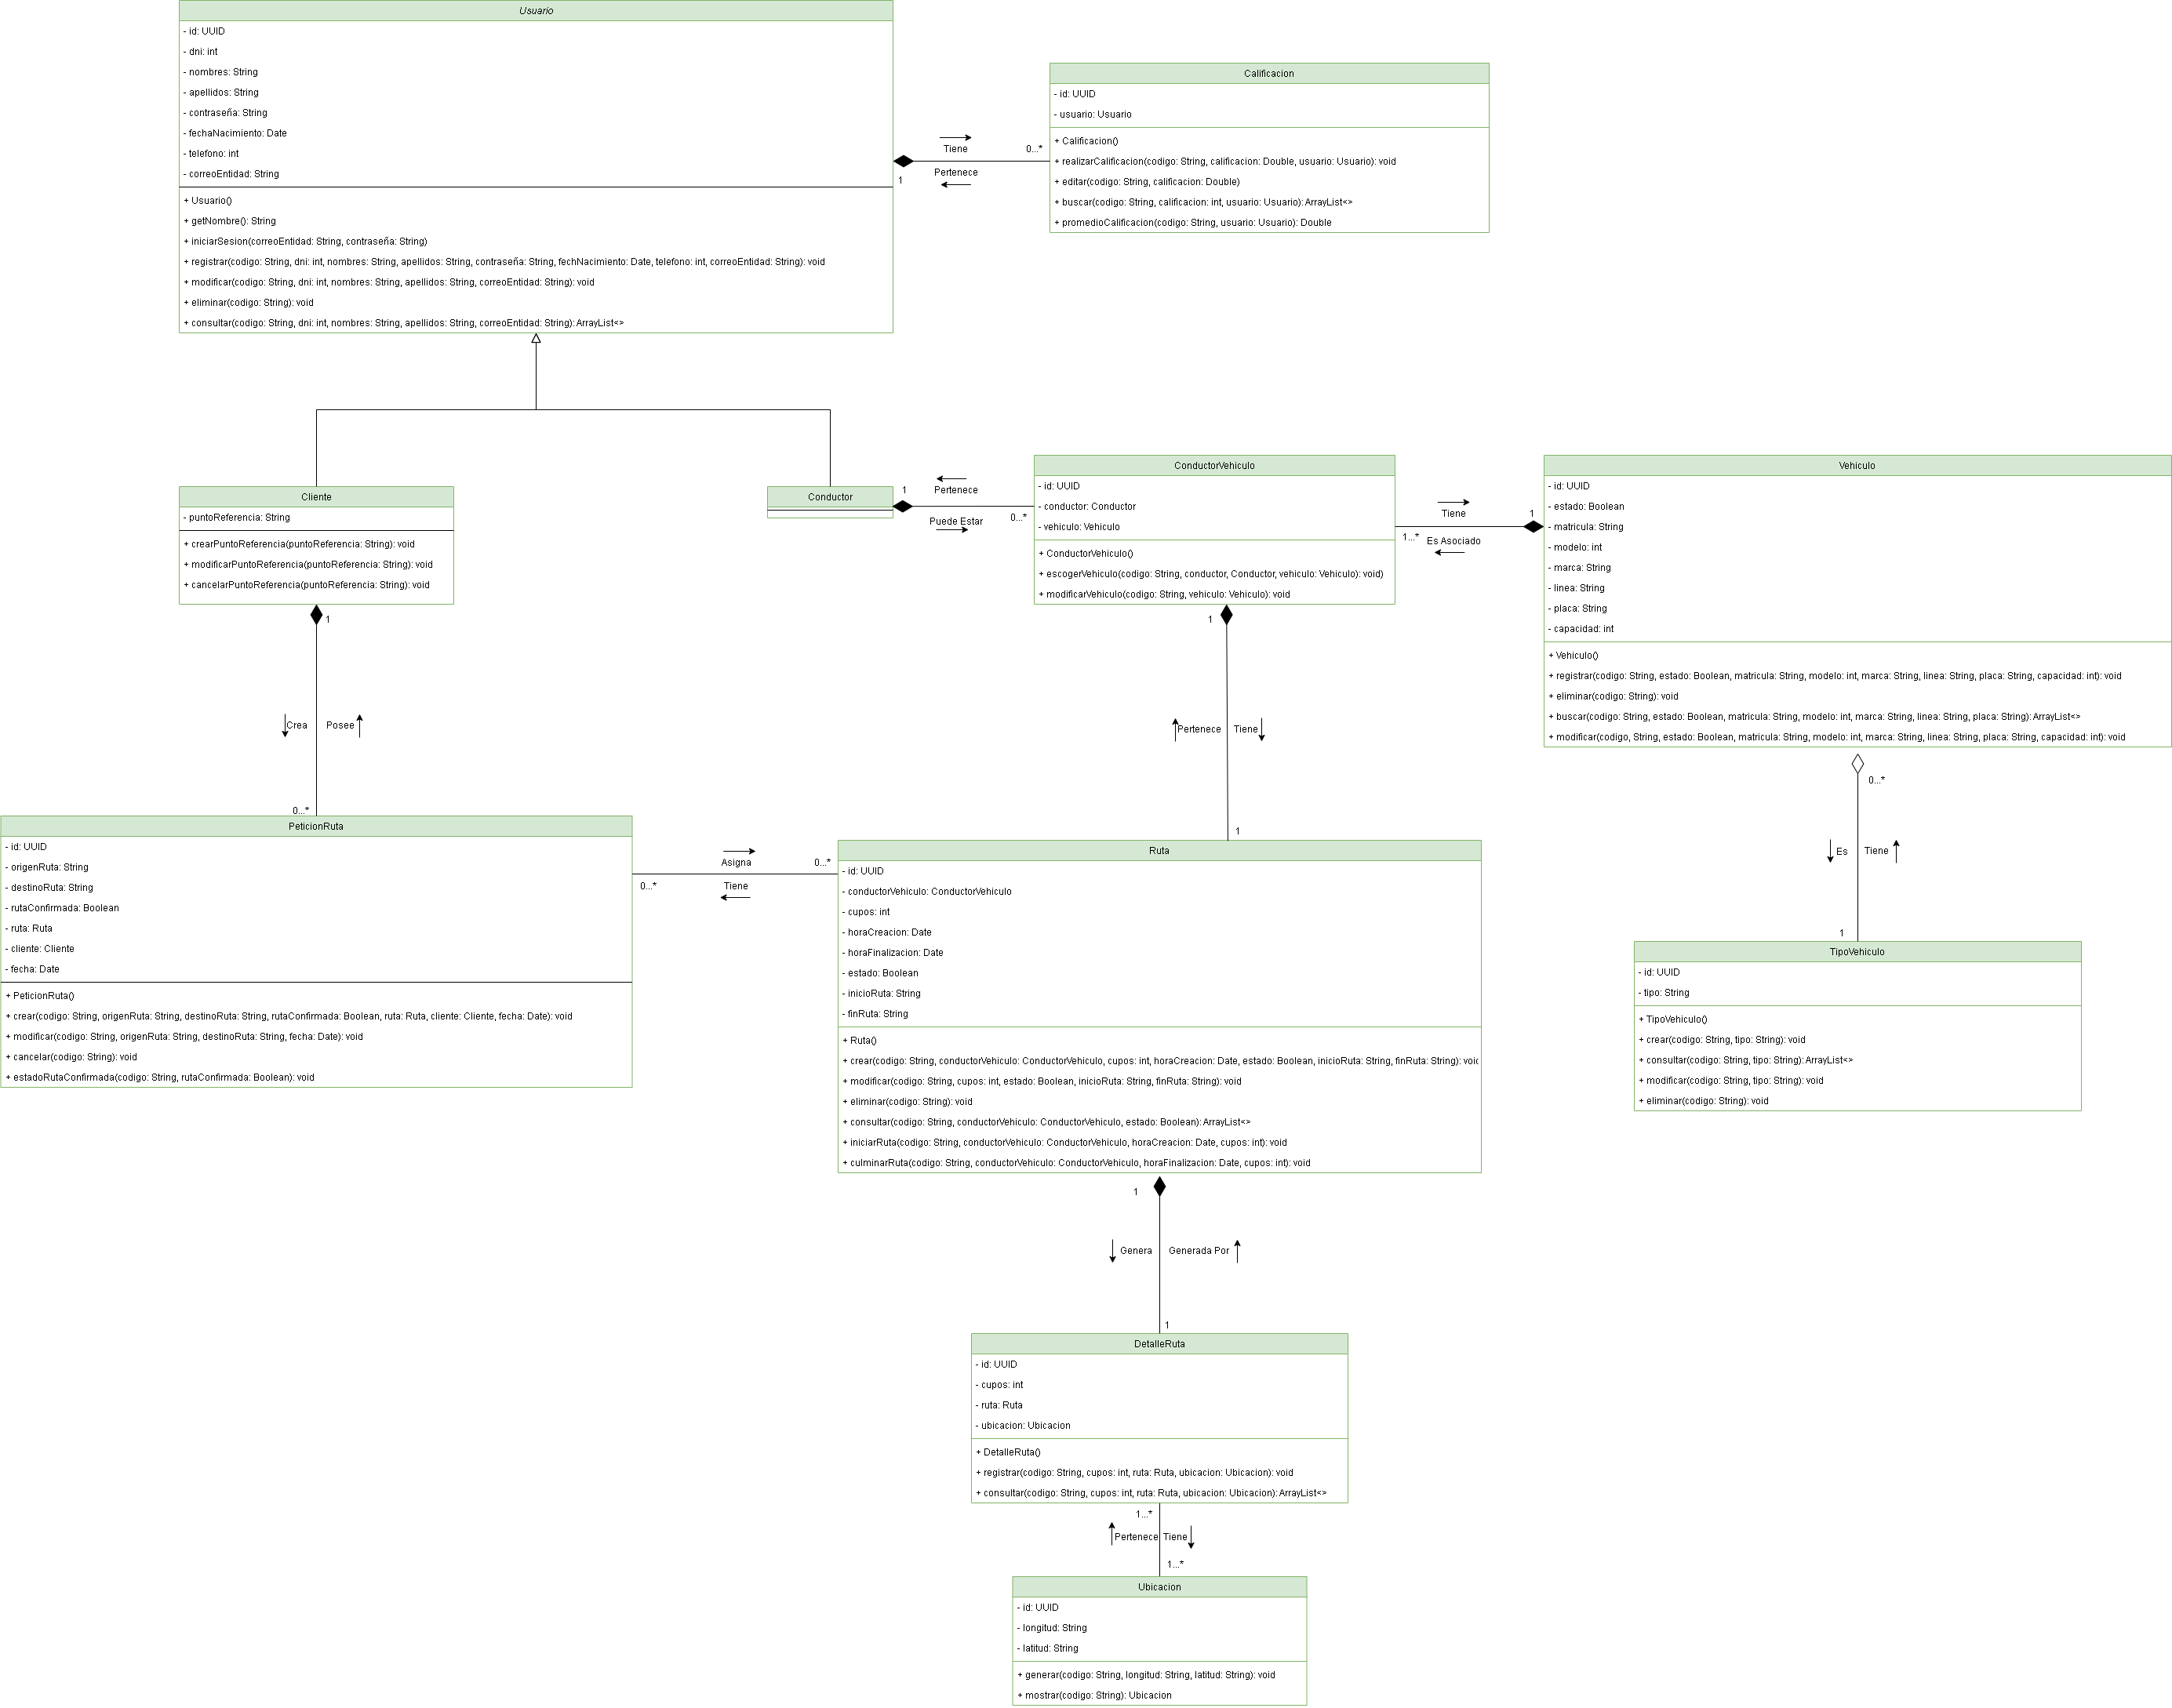 Usuario
- id: UUID
- dni: int
- nombres: String
- apellidos: String
- contraseña: String
- fechaNacimiento: Date
- telefono: int
- correoEntidad: String
+ Usuario()
+ getNombre(): String
+ iniciarSesion(correoEntidad: String, contraseña: String)
+ registrar(codigo: String, dni: int, nombres: String, apellidos: String, contraseña: String, fechNacimiento: Date, telefono: int, correoEntidad: String): void
+ modificar(codigo: String, dni: int, nombres: String, apellidos: String, correoEntidad: String): void
+ eliminar(codigo: String): void
+ consultar(codigo: String, dni: int, nombres: String, apellidos: String, correoEntidad: String): ArrayList<>
Tiene
0...*
1
Pertenece
Calificacion
- id: UUID
- usuario: Usuario
+ Calificacion()
+ realizarCalificacion(codigo: String, calificacion: Double, usuario: Usuario): void
+ editar(codigo: String, calificacion: Double)
+ buscar(codigo: String, calificacion: int, usuario: Usuario): ArrayList<>
+ promedioCalificacion(codigo: String, usuario: Usuario): Double
Cliente
- puntoReferencia: String
+ crearPuntoReferencia(puntoReferencia: String): void
+ modificarPuntoReferencia(puntoReferencia: String): void
+ cancelarPuntoReferencia(puntoReferencia: String): void
Conductor
1
Pertenece
Puede Estar
0...*
ConductorVehiculo
- id: UUID
- conductor: Conductor
- vehiculo: Vehiculo
+ ConductorVehiculo()
+ escogerVehiculo(codigo: String, conductor, Conductor, vehiculo: Vehiculo): void)
+ modificarVehiculo(codigo: String, vehiculo: Vehiculo): void
Tiene
1
1...*
Es Asociado
Vehiculo
- id: UUID
- estado: Boolean
- matricula: String
- modelo: int
- marca: String
- linea: String
- placa: String
- capacidad: int
+ Vehiculo()
+ registrar(codigo: String, estado: Boolean, matricula: String, modelo: int, marca: String, linea: String, placa: String, capacidad: int): void
+ eliminar(codigo: String): void
+ buscar(codigo: String, estado: Boolean, matricula: String, modelo: int, marca: String, linea: String, placa: String): ArrayList<>
+ modificar(codigo, String, estado: Boolean, matricula: String, modelo: int, marca: String, linea: String, placa: String, capacidad: int): void
1
Crea
Posee
0...*
1
Pertenece
Tiene
1
0...*
Es
Tiene
1
PeticionRuta
- id: UUID
- origenRuta: String
- destinoRuta: String
- rutaConfirmada: Boolean
- ruta: Ruta
- cliente: Cliente
- fecha: Date
+ PeticionRuta()
+ crear(codigo: String, origenRuta: String, destinoRuta: String, rutaConfirmada: Boolean, ruta: Ruta, cliente: Cliente, fecha: Date): void
+ modificar(codigo: String, origenRuta: String, destinoRuta: String, fecha: Date): void
+ cancelar(codigo: String): void
+ estadoRutaConfirmada(codigo: String, rutaConfirmada: Boolean): void
Asigna
0...*
0...*
Tiene
Ruta
- id: UUID
- conductorVehiculo: ConductorVehiculo
- cupos: int
- horaCreacion: Date
- horaFinalizacion: Date
- estado: Boolean
- inicioRuta: String
- finRuta: String
+ Ruta()
+ crear(codigo: String, conductorVehiculo: ConductorVehiculo, cupos: int, horaCreacion: Date, estado: Boolean, inicioRuta: String, finRuta: String): void
+ modificar(codigo: String, cupos: int, estado: Boolean, inicioRuta: String, finRuta: String): void
+ eliminar(codigo: String): void
+ consultar(codigo: String, conductorVehiculo: ConductorVehiculo, estado: Boolean): ArrayList<>
+ iniciarRuta(codigo: String, conductorVehiculo: ConductorVehiculo, horaCreacion: Date, cupos: int): void
+ culminarRuta(codigo: String, conductorVehiculo: ConductorVehiculo, horaFinalizacion: Date, cupos: int): void
TipoVehiculo
- id: UUID
- tipo: String
+ TipoVehiculo()
+ crear(codigo: String, tipo: String): void
+ consultar(codigo: String, tipo: String): ArrayList<>
+ modificar(codigo: String, tipo: String): void
+ eliminar(codigo: String): void
1
Genera
Generada Por
1
DetalleRuta
- id: UUID
- cupos: int
- ruta: Ruta
- ubicacion: Ubicacion
+ DetalleRuta()
+ registrar(codigo: String, cupos: int, ruta: Ruta, ubicacion: Ubicacion): void
+ consultar(codigo: String, cupos: int, ruta: Ruta, ubicacion: Ubicacion): ArrayList<>
1...*
Pertenece
Tiene
1...*
Ubicacion
- id: UUID
- longitud: String
- latitud: String
+ generar(codigo: String, longitud: String, latitud: String): void
+ mostrar(codigo: String): Ubicacion